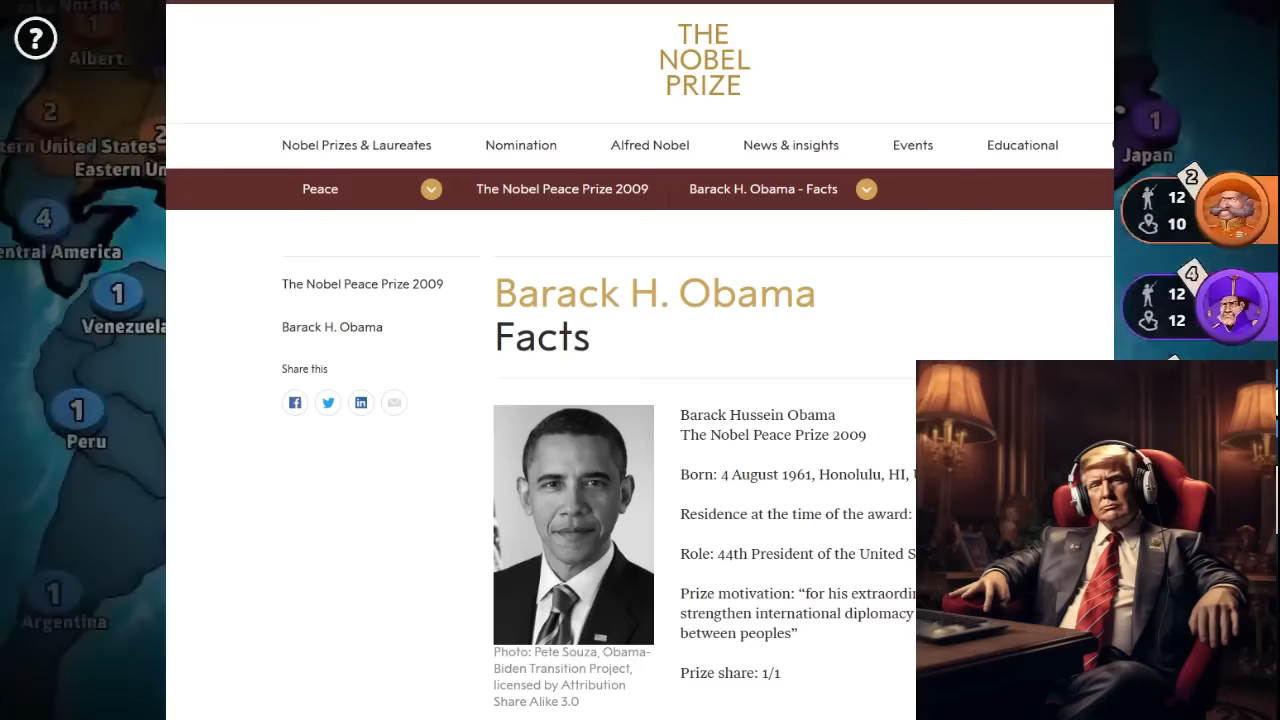 ?
THE
NOBEL
PRIZE
Nobel Prizes & Laureates
Nomination
Alfred Nobel
News & insights
Events
Educational
Peace
The Nobel Peace Prize 2009
Barack H. Obama - Facts
The Nobel Peace Prize 2009
Barack H. Obama
Share this
Barack H. Obama
Facts
Barack Hussein Obama
The Nobel Peace Prize 2009
Born: 4 August 1961, Honolulu, HI,
Residence at the time of the award:
Role: 44th President of the United S
Prize motivation: “for his extraordin
strengthen international diplomacy
between peoples”
Prize share: 1/1
Photo: Pete Souza, Obama-
Biden Transition Project,
licensed by Attribution
Share Alike 3.0
1
Albert
2
tern United States
2
Eastern Un
4
entral America
1
Venezuela
1
Peru
1
Argentina
1
Japan
2
12
10
4
12
12